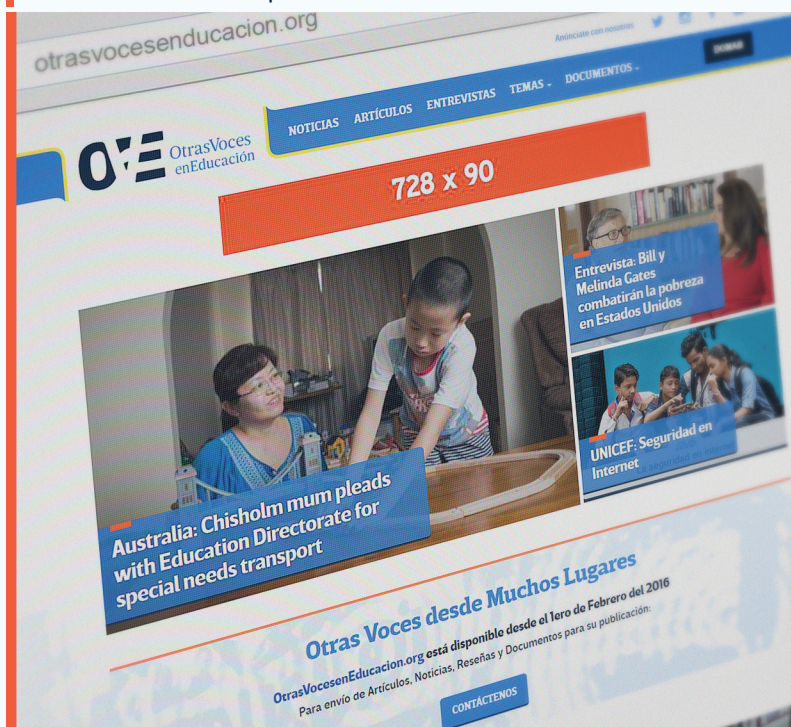 otrasvocesenducacion.org
Anúnciate con nosotros
DONAR
NOTICIAS ARTÍCULOS ENTREVISTAS TEMAS DOCUMENTOS
OVE OtrasVoces
enEducación
728 x 90
Entrevista: Bill y
Melinda Gates
combatirán la pobreza
en Estados Unidos
UNICEF: Seguridad en
Internet
Australia: Chisholm mum pleads
with Education Directorate for
special needs transport
Otras Voces desde Muchos Lugares
OtrasVocesenEducacion.org está disponible desde el 1ero de Febrero del 2016
Para envío de Artículos, Noticias, Reseñas y Documentos para su publicación:
CONTÁCTENOS